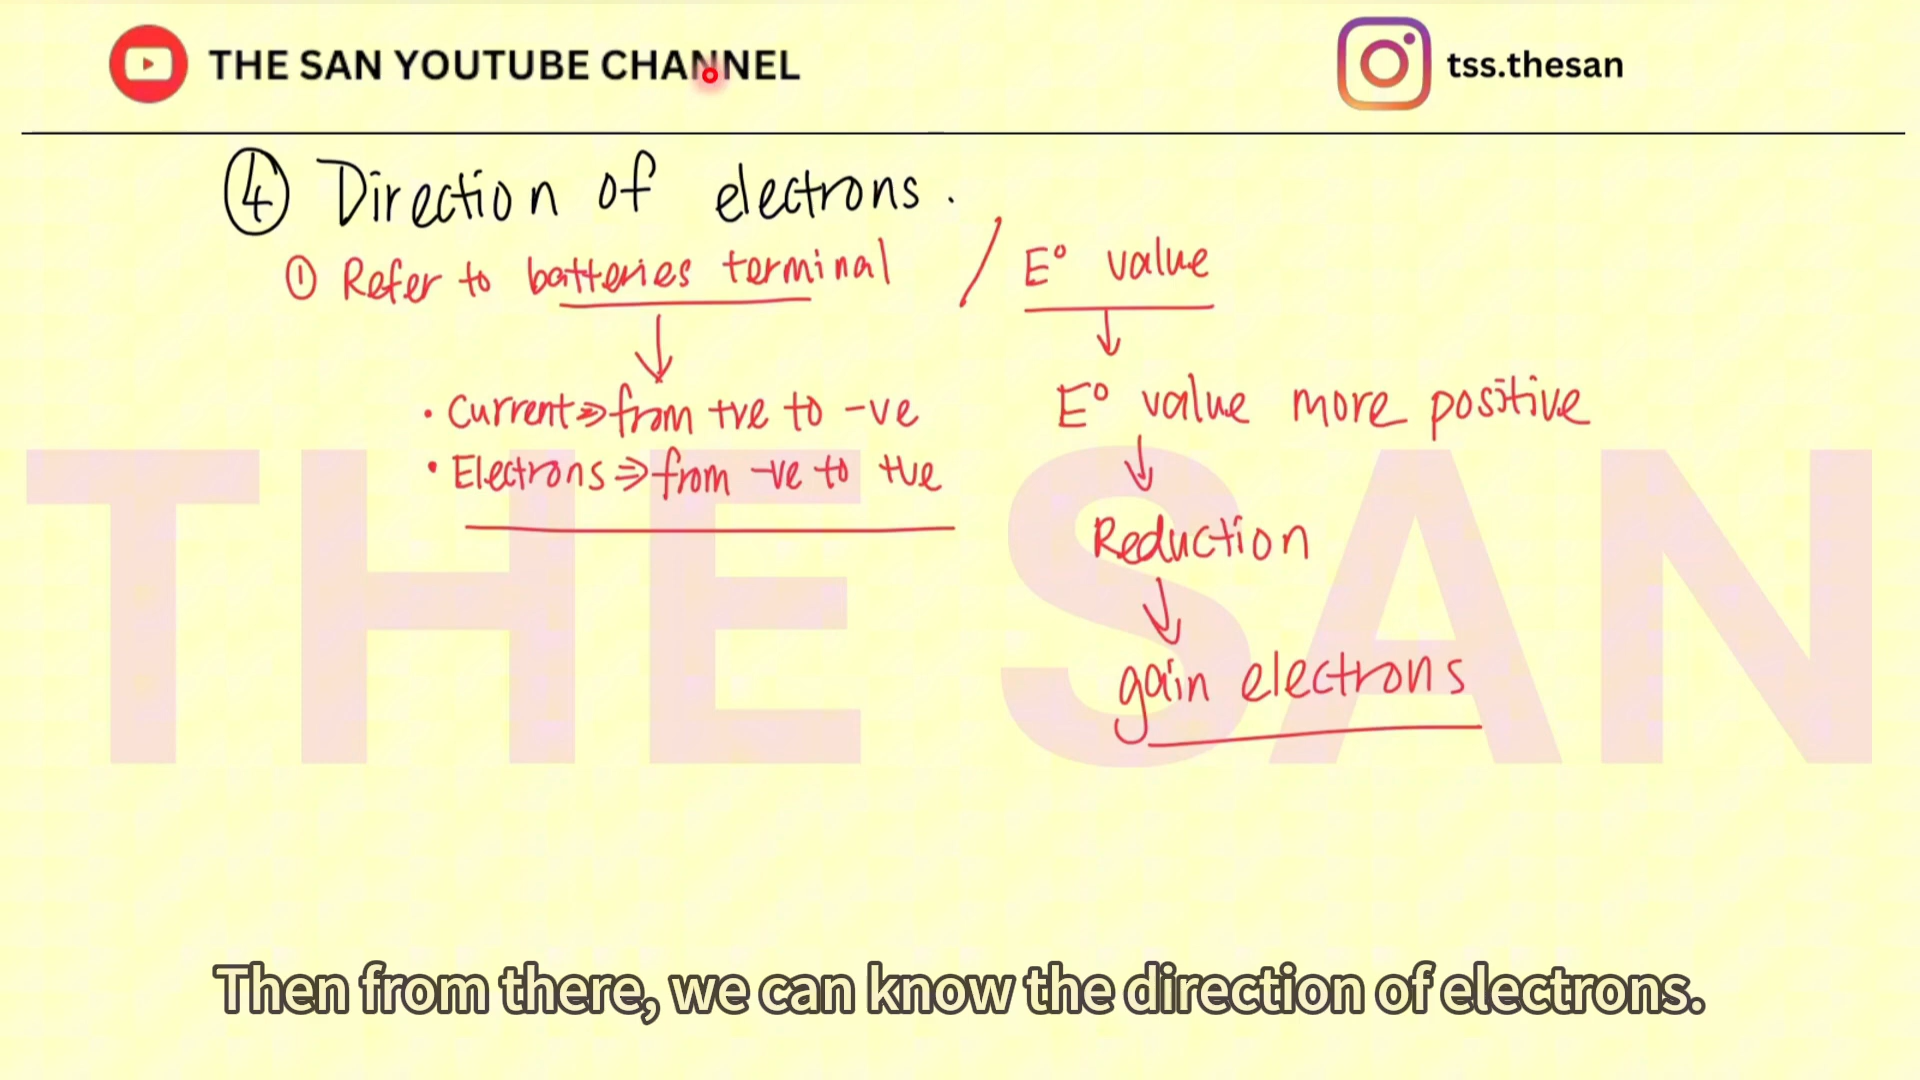 THE SAN YOUTUBE CHANNEL
tss.thesan
④ Direction of electrons.
① Refer to batteries terminal / E° value
• Current ⇒ from +ve to -ve
• Electrons ⇒ from -ve to +ve
E° value more positive
Reduction
gain electrons
THE SAN
Then from there, we can know the direction of electrons.